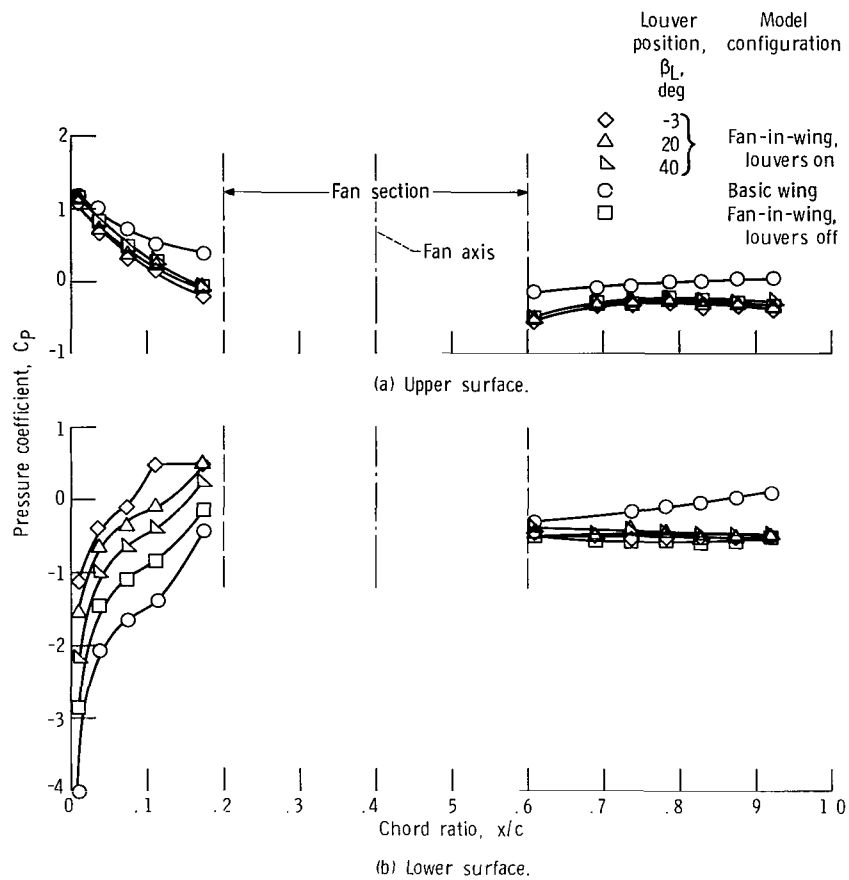 Louver position, βL, deg
Model configuration
-3
20
40
Fan-in-wing, louvers on
Basic wing
Fan-in-wing, louvers off
2
1
0
-1
Fan section
Fan axis
(a) Upper surface.
Pressure coefficient, Cp
1
0
-1
-2
-3
-4
0 .1 .2 .3 .4 5 .6 .7 .8 9 1 0
Chord ratio, x/c
(b) Lower surface.